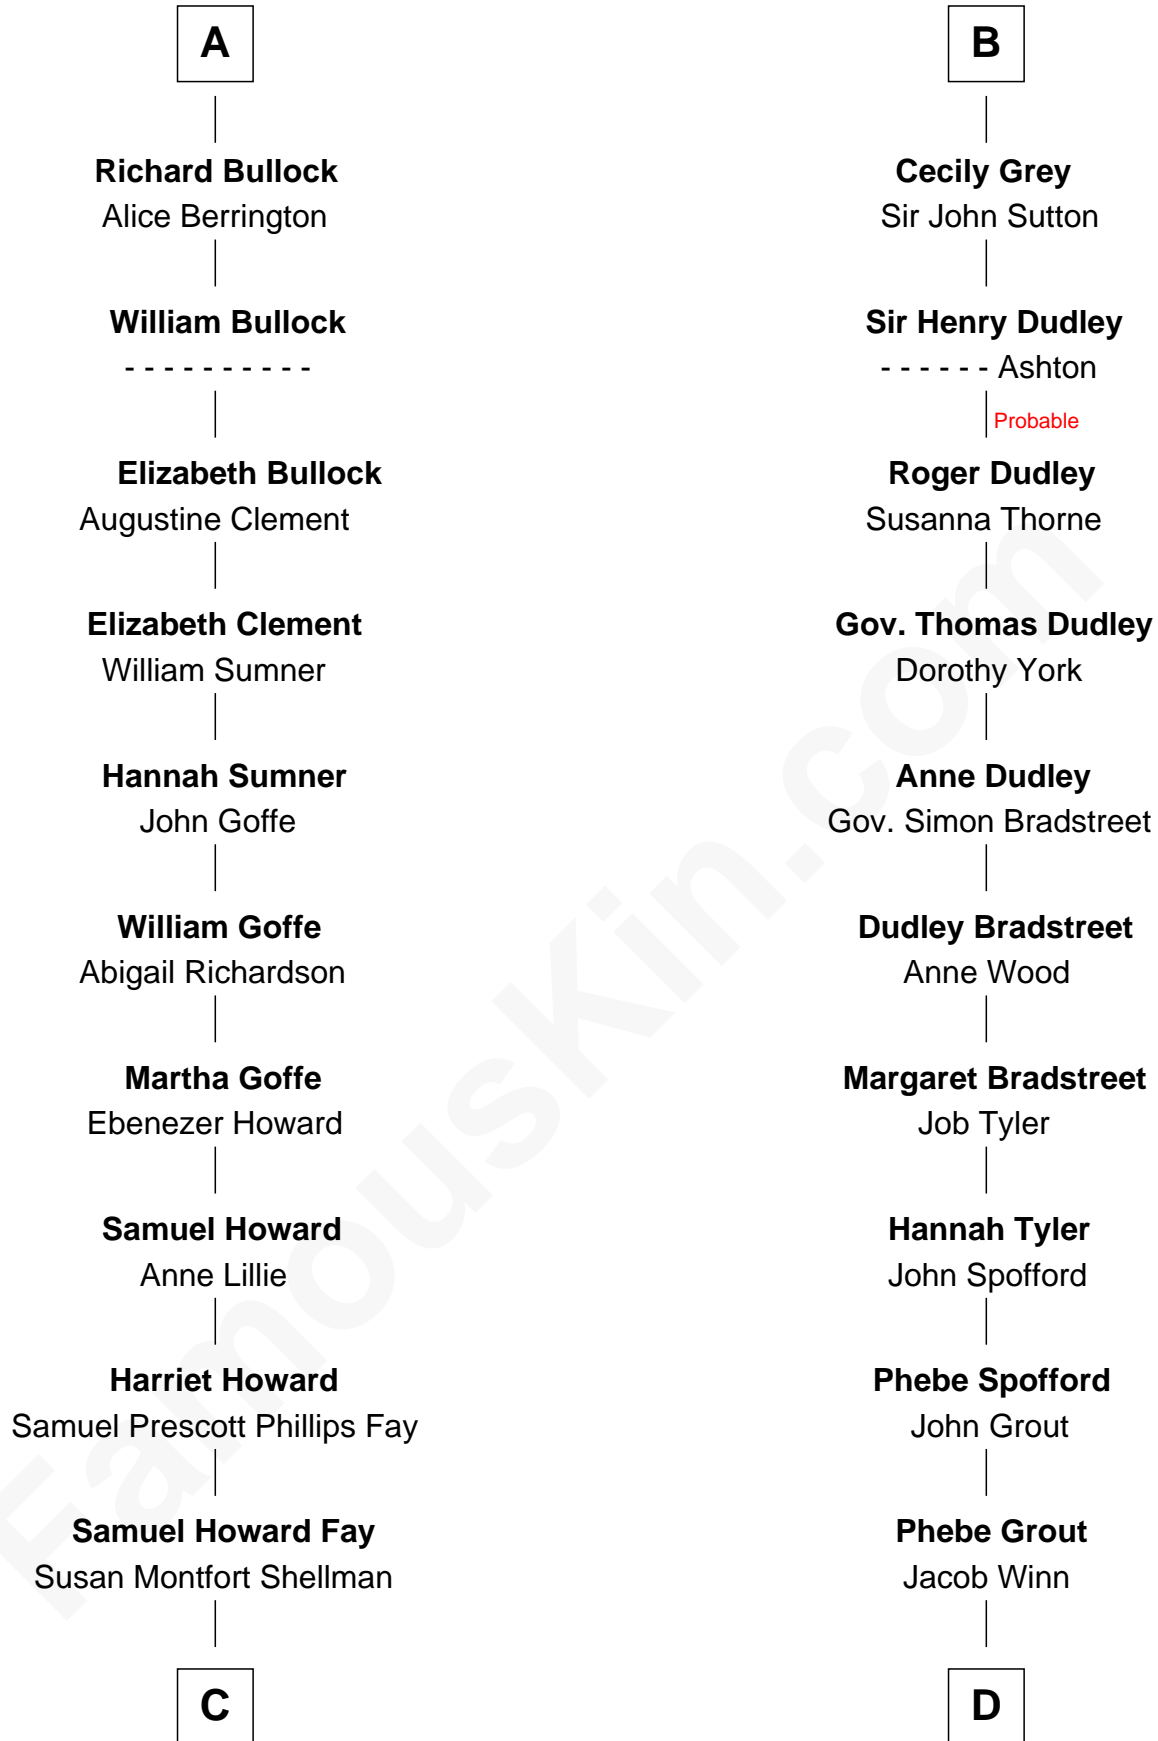 A
Richard Bullock
Alice Berrington
William Bullock
- - - - - - - - - -
Elizabeth Bullock
Augustine Clement
Elizabeth Clement
William Sumner
Hannah Sumner
John Goffe
William Goffe
Abigail Richardson
Martha Goffe
Ebenezer Howard
Samuel Howard
Anne Lillie
Harriet Howard
Samuel Prescott Phillips Fay
Samuel Howard Fay
Susan Montfort Shellman
C
B
Cecily Grey
Sir John Sutton
Sir Henry Dudley
- - - - - - Ashton
Probable
Roger Dudley
Susanna Thorne
Gov. Thomas Dudley
Dorothy York
Anne Dudley
Gov. Simon Bradstreet
Dudley Bradstreet
Anne Wood
Margaret Bradstreet
Job Tyler
Hannah Tyler
John Spofford
Phebe Spofford
John Grout
Phebe Grout
Jacob Winn
D
FamousKin.com